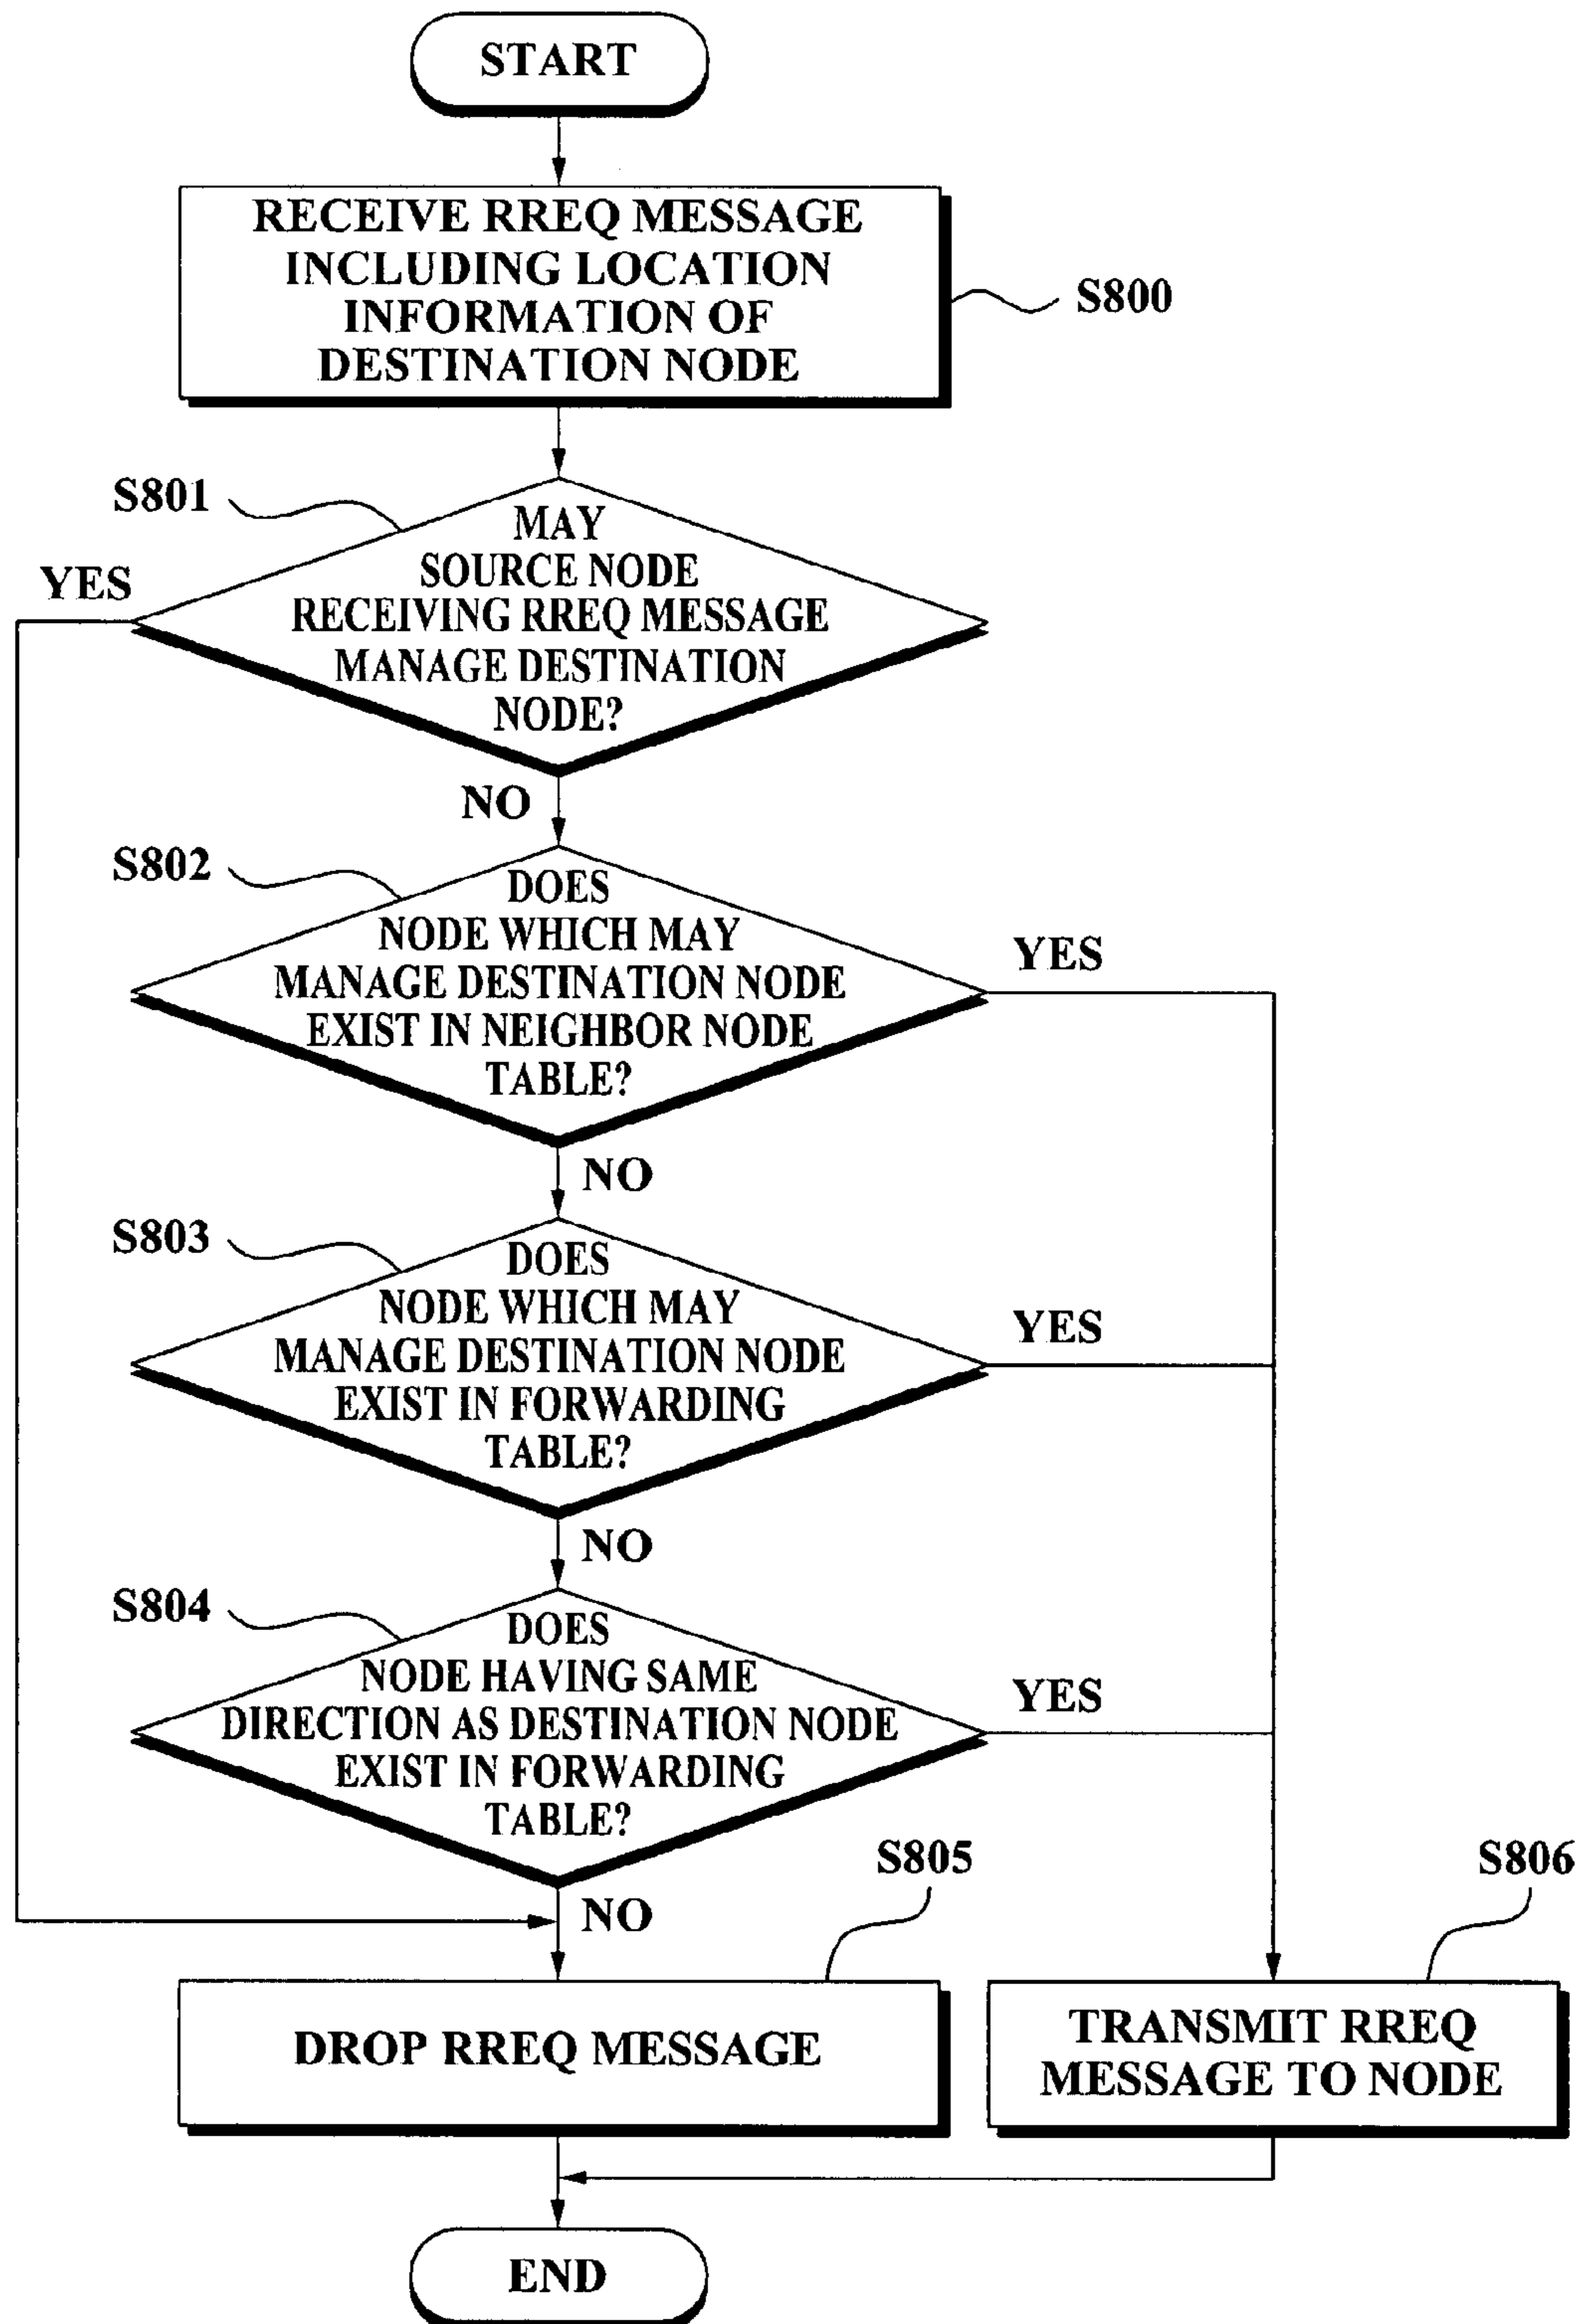 START
RECEIVE RREQ MESSAGE
INCLUDING LOCATION
INFORMATION OF
DESTINATION NODE
S800
S801
MAY
SOURCE NODE
RECEIVING RREQ MESSAGE
MANAGE DESTINATION
NODE?
YES
NO
S802
DOES
NODE WHICH MAY
MANAGE DESTINATION NODE
EXIST IN NEIGHBOR NODE
TABLE?
YES
NO
S803
DOES
NODE WHICH MAY
MANAGE DESTINATION NODE
EXIST IN FORWARDING
TABLE?
YES
NO
S804
DOES
NODE HAVING SAME
DIRECTION AS DESTINATION NODE
EXIST IN FORWARDING
TABLE?
YES
NO
S805
DROP RREQ MESSAGE
S806
TRANSMIT RREQ
MESSAGE TO NODE
END